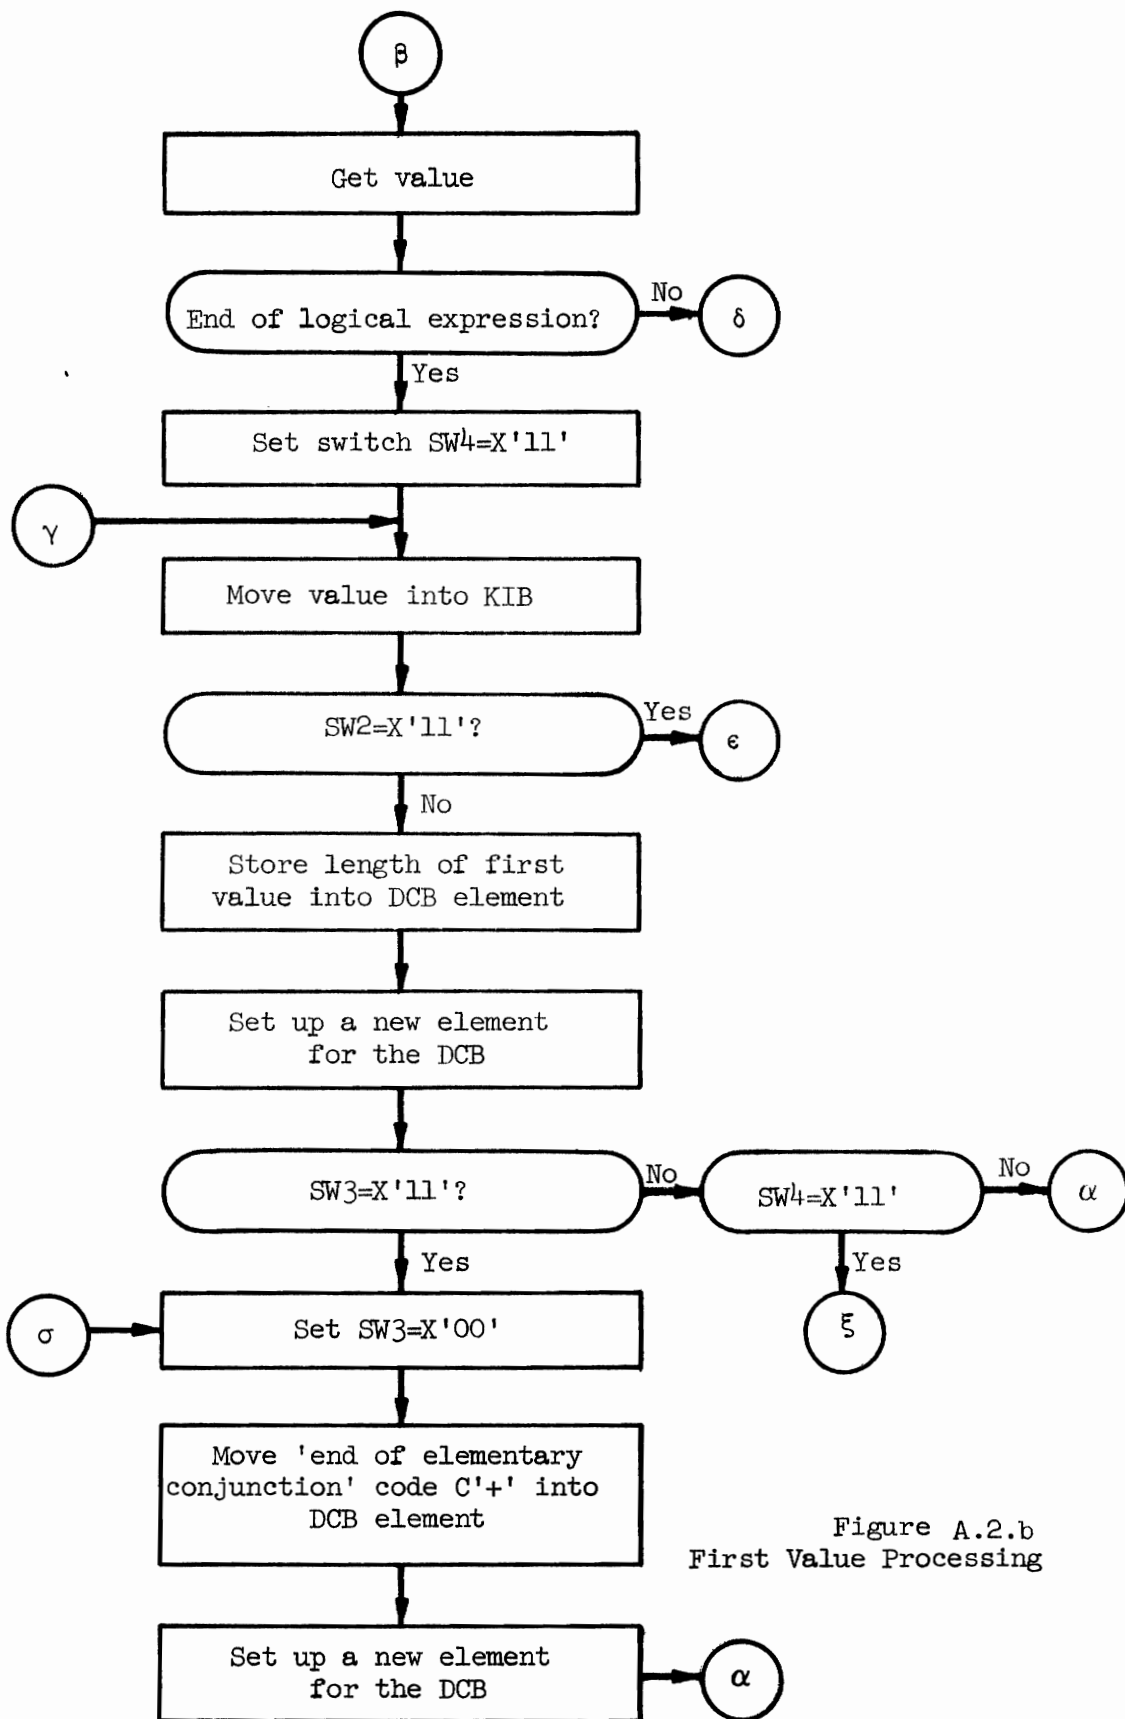 β
Get value
End of logical expression?
No
δ
Yes
Set switch SW4=X'11'
γ
Move value into KIB
SW2=X'11'?
Yes
ϵ
No
Store length of first
value into DCB element
Set up a new element
for the DCB
SW3=X'11'?
No
SW4=X'11'
No
α
Yes
Yes
σ
Set SW3=X'00'
ξ
Move 'end of elementary
conjunction' code C'+' into
DCB element
Figure A.2.b
First Value Processing
Set up a new element
for the DCB
α